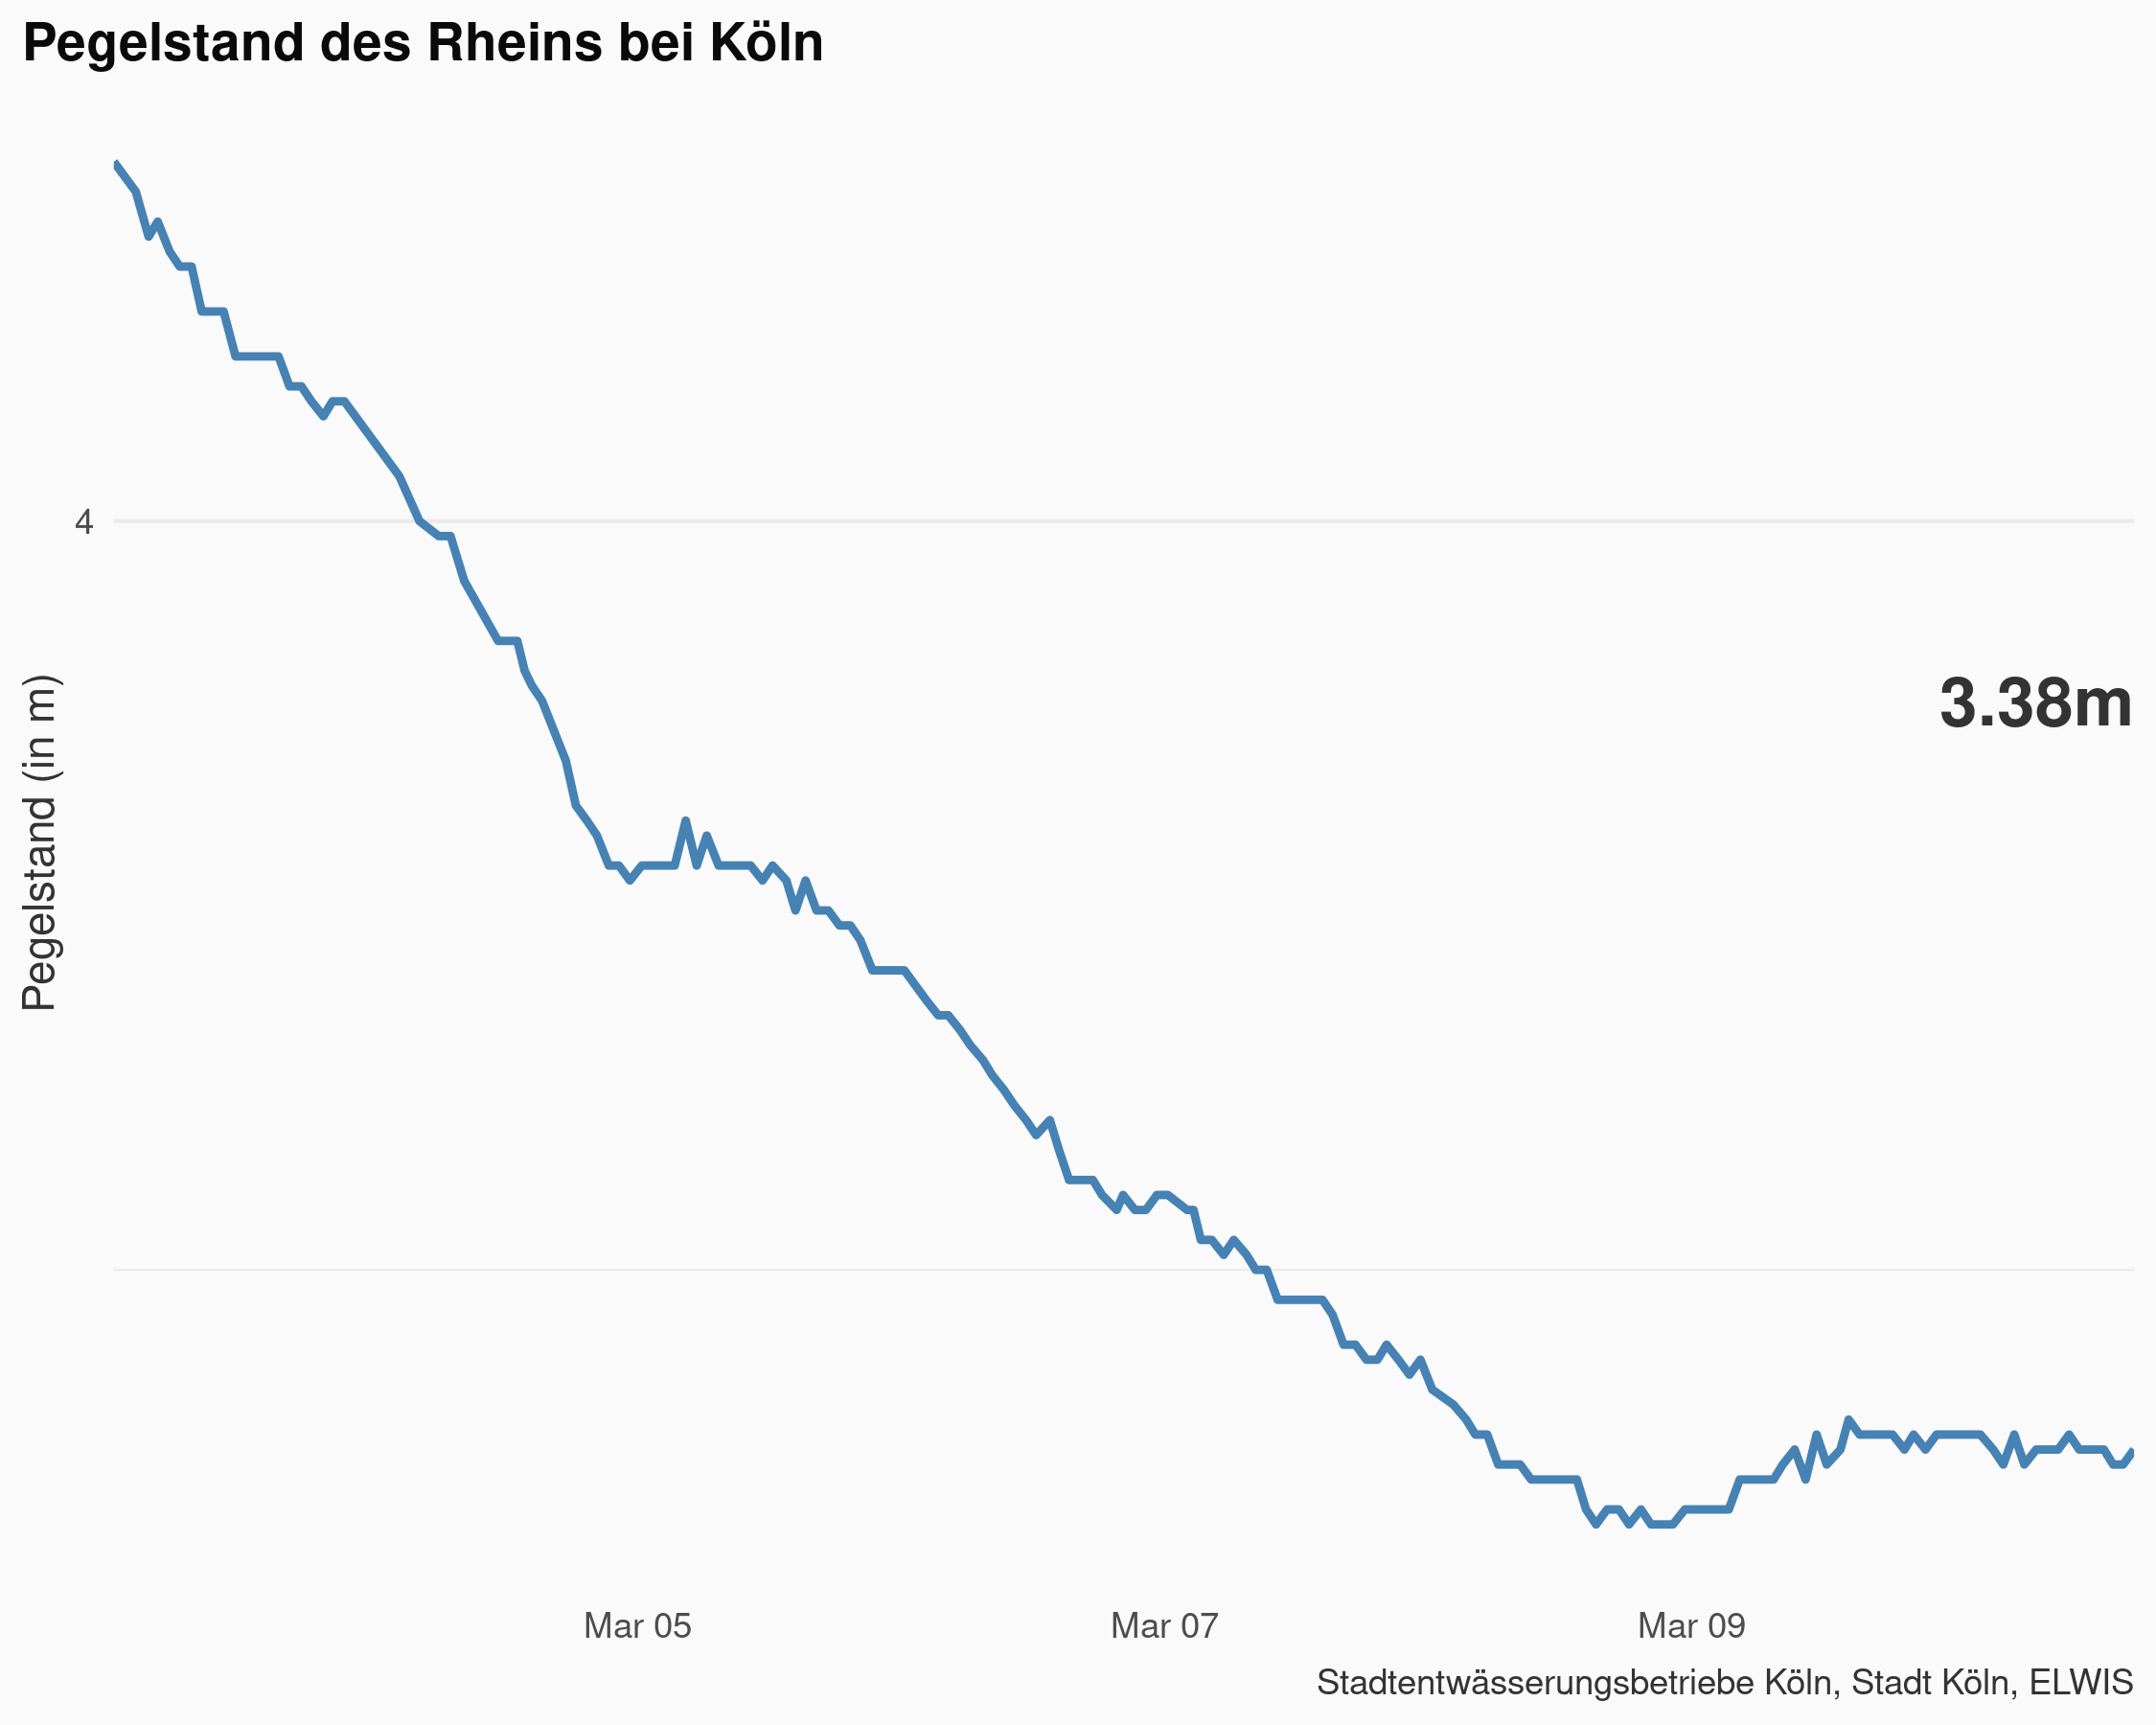 Pegelstand des Rheins bei Köln
Pegelstand (in m)
4
3.38m
Mar 05
Mar 07
Mar 09
Stadtentwässerungsbetriebe Köln, Stadt Köln, ELWIS